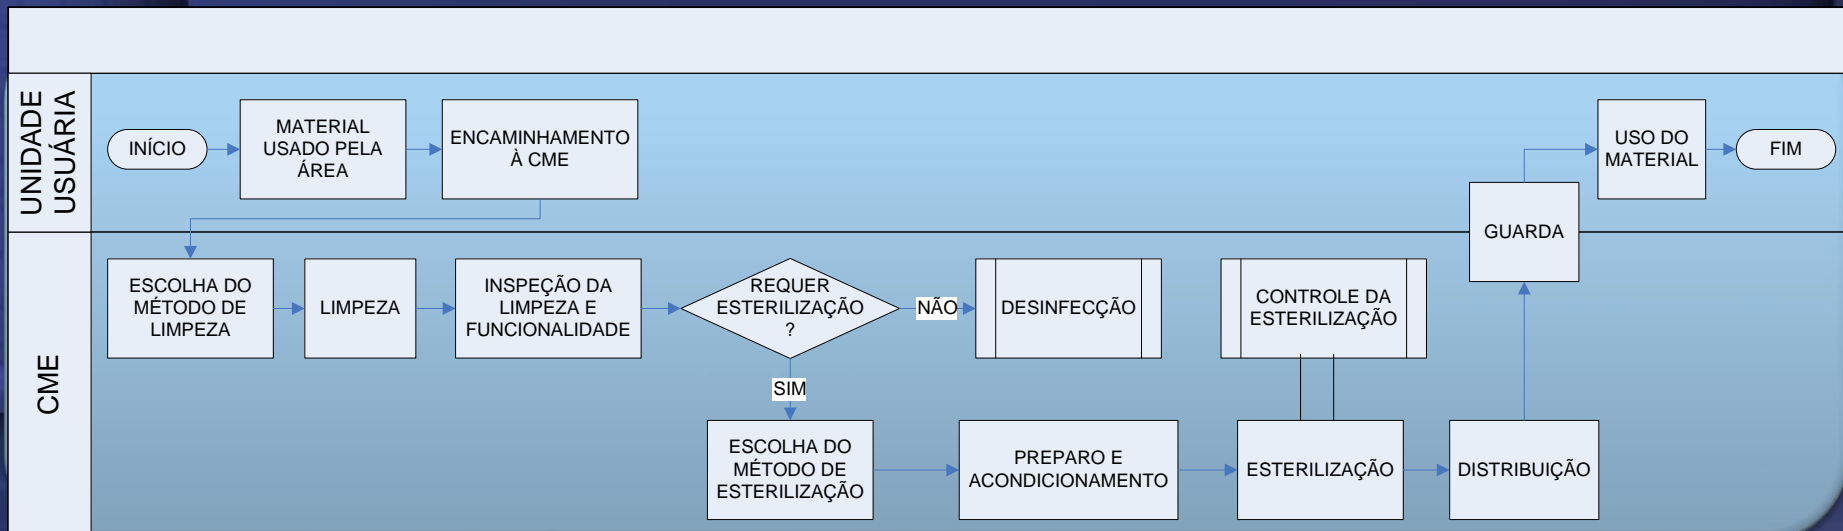 UNIDADE
USUÁRIA
INÍCIO
MATERIAL
USADO PELA
ÁREA
ENCAMINHAMENTO
À CME
USO DO
MATERIAL
FIM
GUARDA
CME
ESCOLHA DO
MÉTODO DE
LIMPEZA
LIMPEZA
INSPEÇÃO DA
LIMPEZA E
FUNCIONALIDADE
REQUER
ESTERILIZAÇÃO
?
NÃO
DESINFECÇÃO
CONTROLE DA
ESTERILIZAÇÃO
SIM
ESCOLHA DO
MÉTODO DE
ESTERILIZAÇÃO
PREPARO E
ACONDICIONAMENTO
ESTERILIZAÇÃO
DISTRIBUIÇÃO